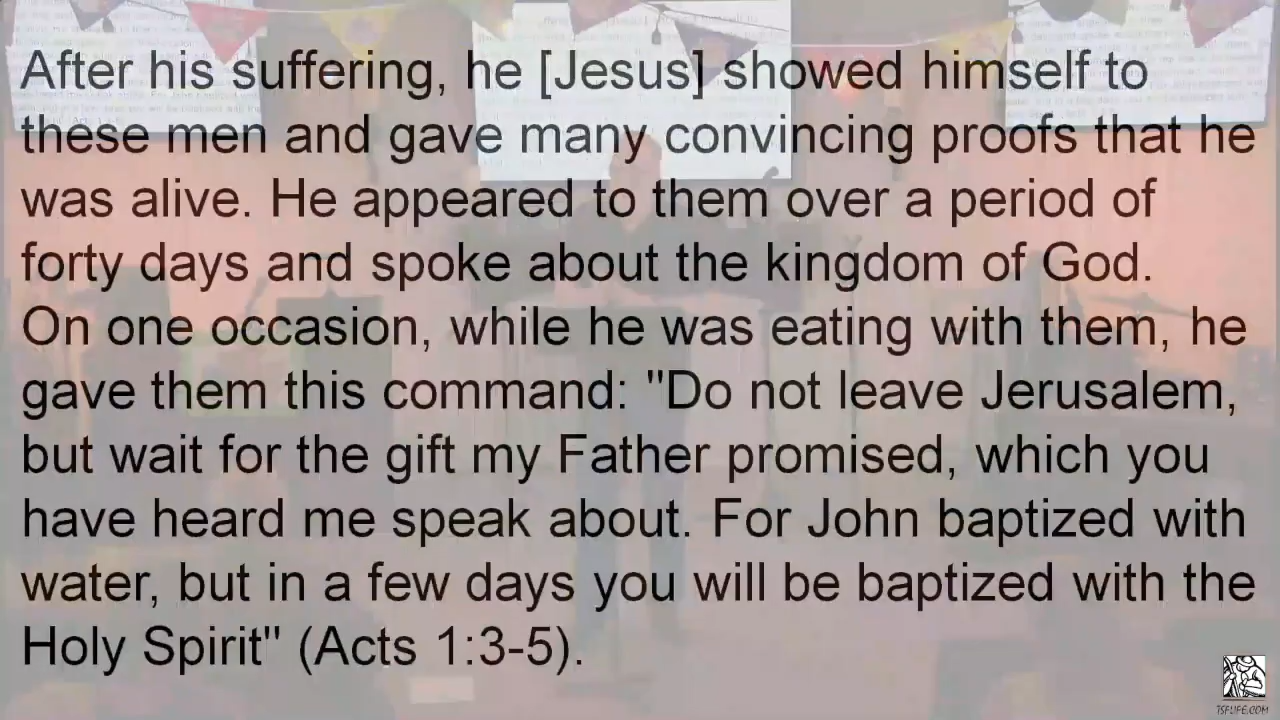 After his suffering, he [Jesus] showed himself to
these men and gave many convincing proofs that he
was alive. He appeared to them over a period of
forty days and spoke about the kingdom of God.
On one occasion, while he was eating with them, he
gave them this command: "Do not leave Jerusalem,
but wait for the gift my Father promised, which you
have heard me speak about. For John baptized with
water, but in a few days you will be baptized with the
Holy Spirit" (Acts 1:3-5).
TSFLIFE.COM